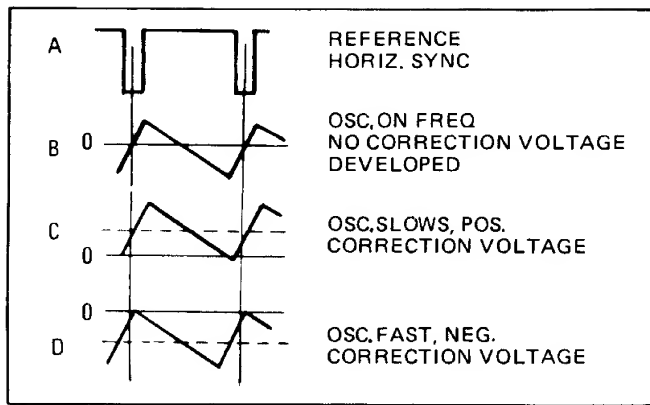 A
REFERENCE
HORIZ. SYNC
B
0
OSC, ON FREQ
NO CORRECTION VOLTAGE
DEVELOPED
C
0
OSC. SLOWS, POS.
CORRECTION VOLTAGE
0
D
OSC. FAST, NEG.
CORRECTION VOLTAGE